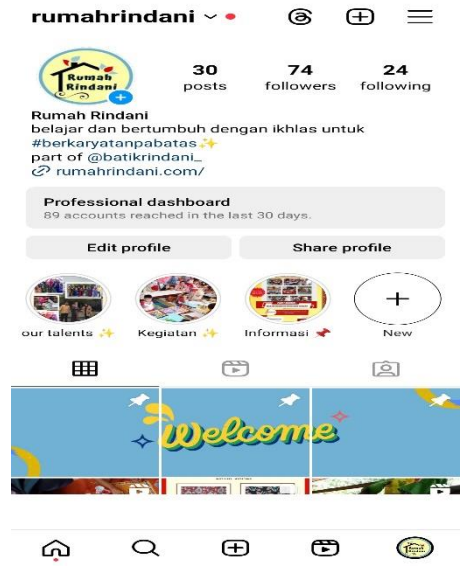 rumahrindani
Rumah
Rindani
30
74
24
posts
followers
following
Rumah Rindani
belajar dan bertumbuh dengan ikhlas untuk
#berkaryatanpabatas✨
part of @batikrindani_
rumahrindani.com/
Professional dashboard
89 accounts reached in the last 30 days.
Edit profile
Share profile
our talents ✨
Kegiatan ✨
Informasi 📌
New
Welcome